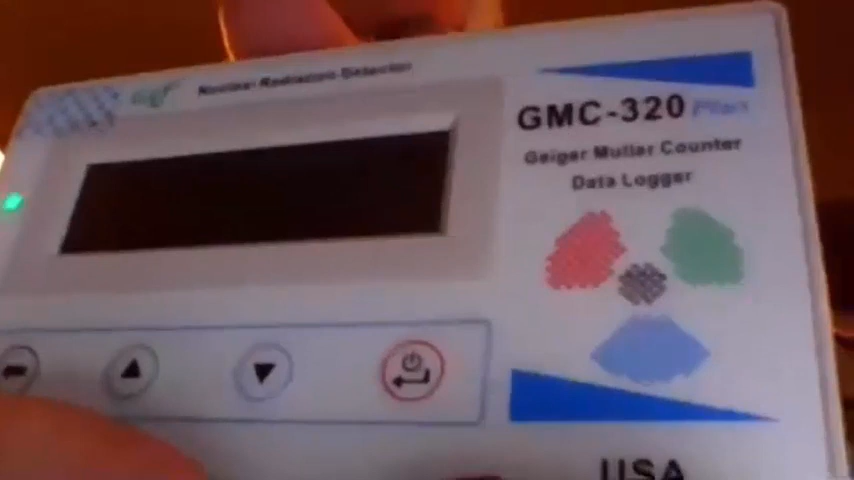 Nuclear Radiation Detector
GMC-320 Plus
Geiger Muller Counter
Data Logger
USA